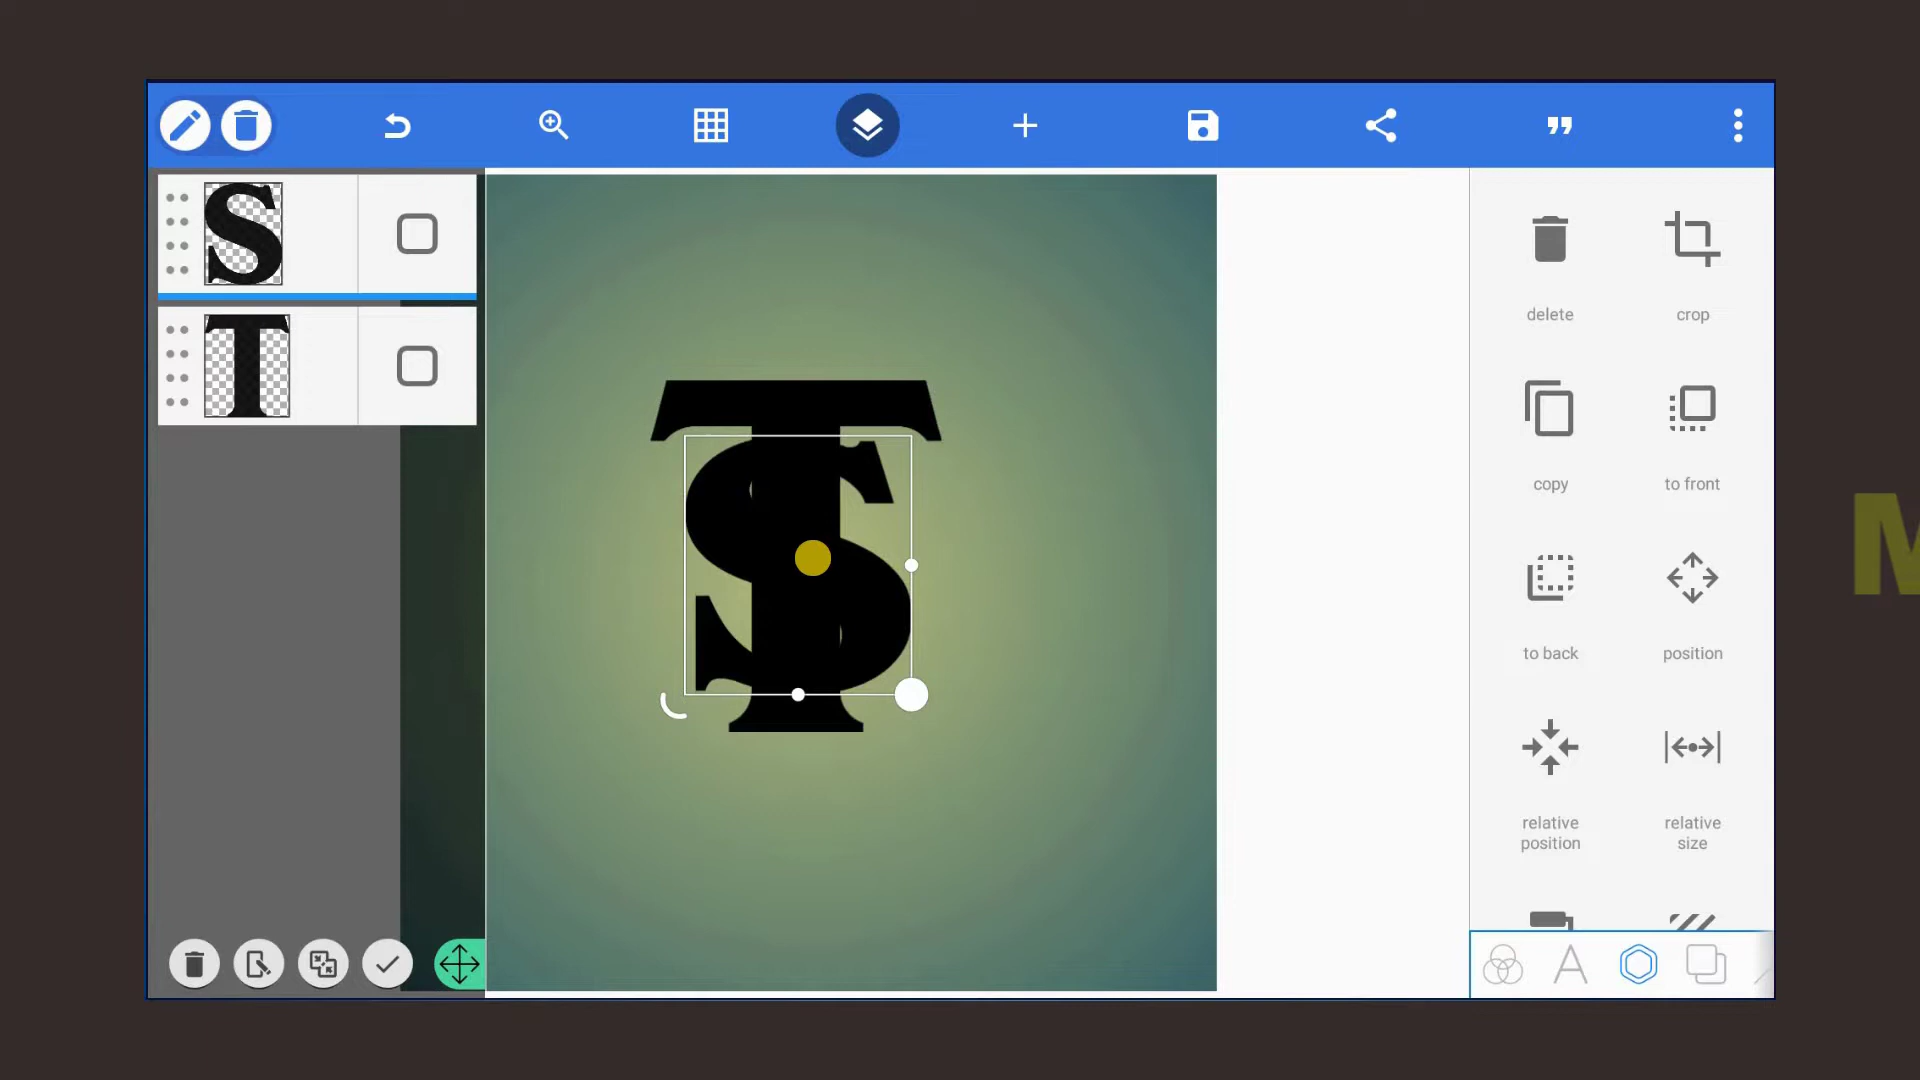 S
T
T
S
delete
crop
copy
to front
to back
position
relative
position
relative
size
M